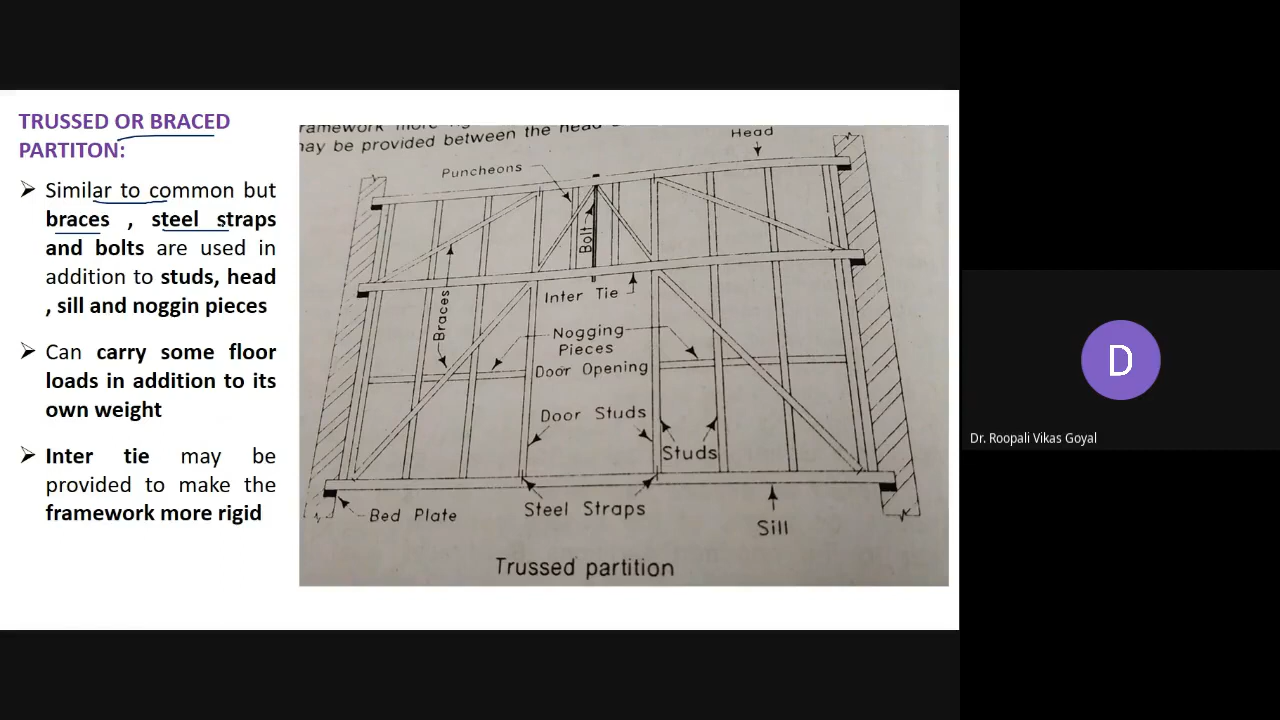 TRUSSED OR BRACED
PARTITON:
Similar to common but
braces , steel straps
and bolts are used in
addition to studs, head
, sill and noggin pieces
Can carry some floor
loads in addition to its
own weight
Inter tie may be
provided to make the
framework more rigid
may be provided between the head
Head
Puncheons
Bolt
Inter Tie
Braces
Nogging
Pieces
Door Opening
Door Studs
Studs
Bed Plate
Steel Straps
Sill
Trussed partition
D
Dr. Roopali Vikas Goyal